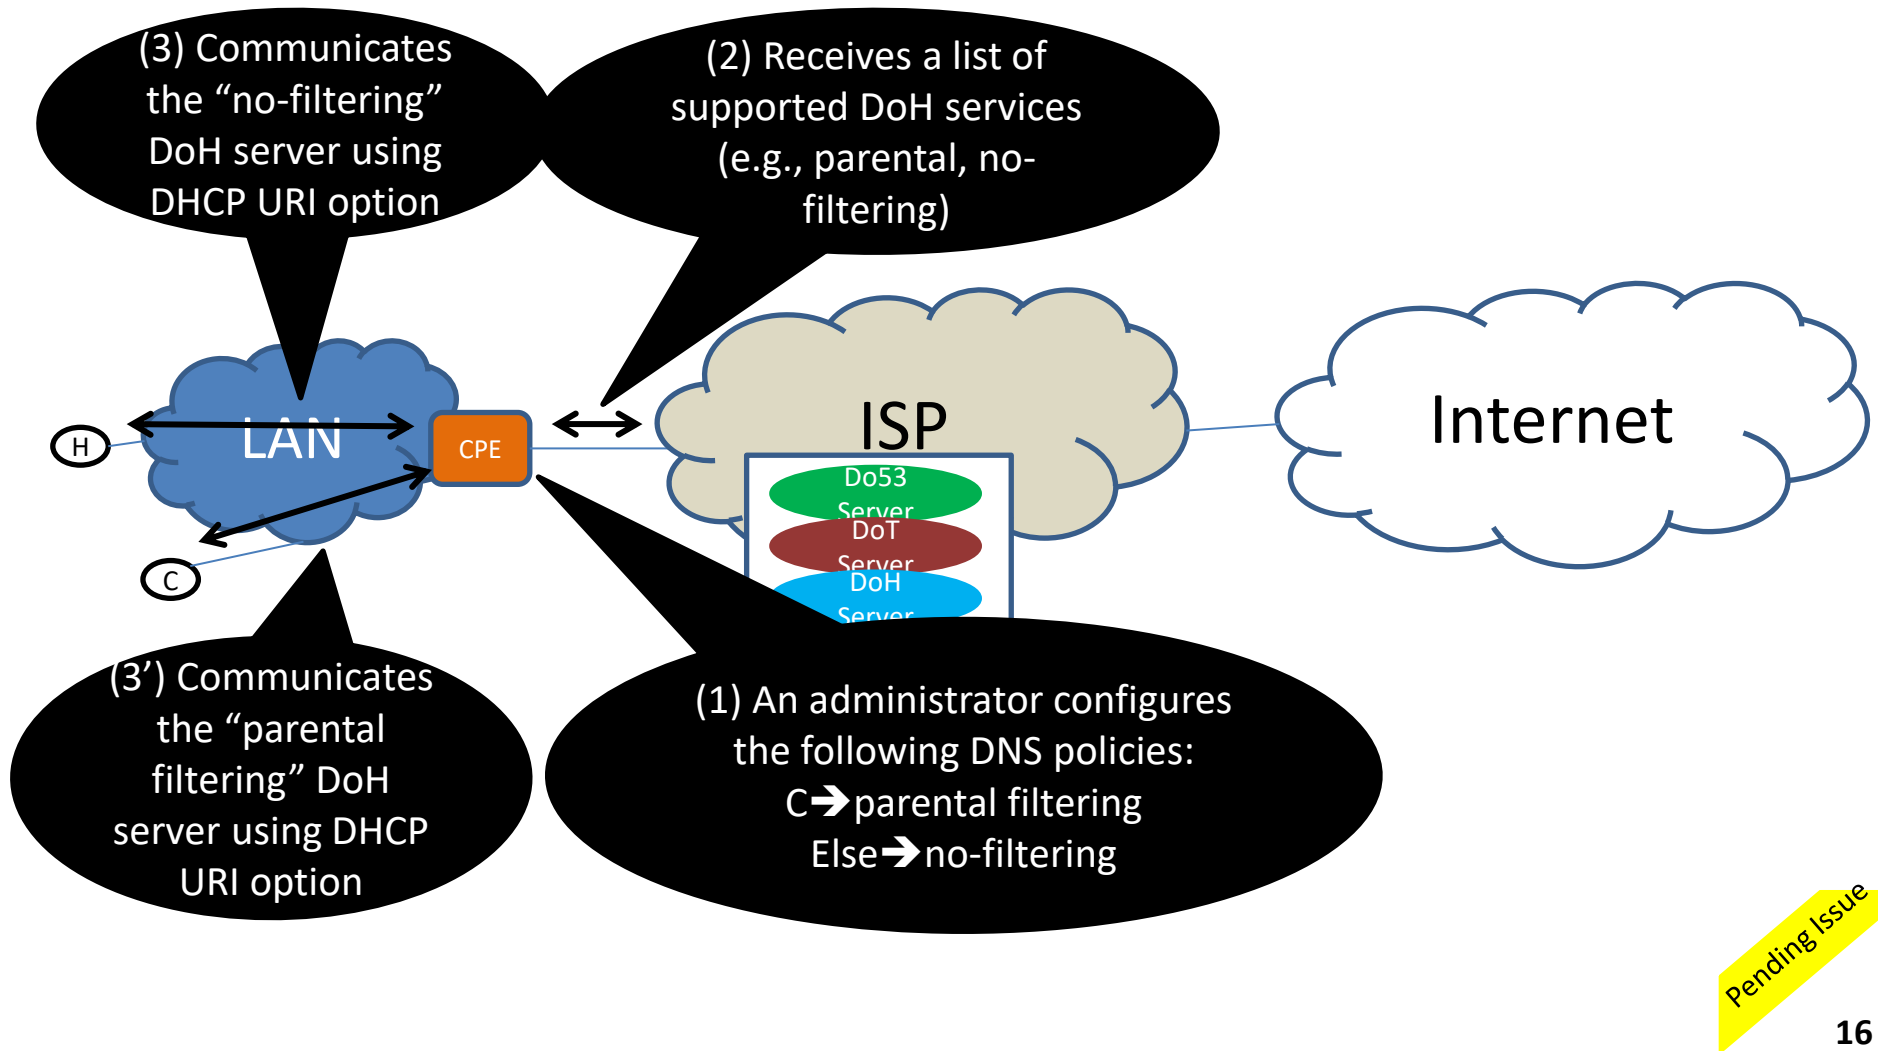 (3) Communicates
the “no-filtering”
DoH server using
DHCP URI option
(2) Receives a list of
supported DoH services
(e.g., parental, no-
filtering)
LAN
H
C
CPE
ISP
Do53
Server
DoT
Server
DoH
Server
Internet
(3’) Communicates
the “parental
filtering” DoH
server using DHCP
URI option
(1) An administrator configures
the following DNS policies:
C➔parental filtering
Else➔no-filtering
Pending Issue
16